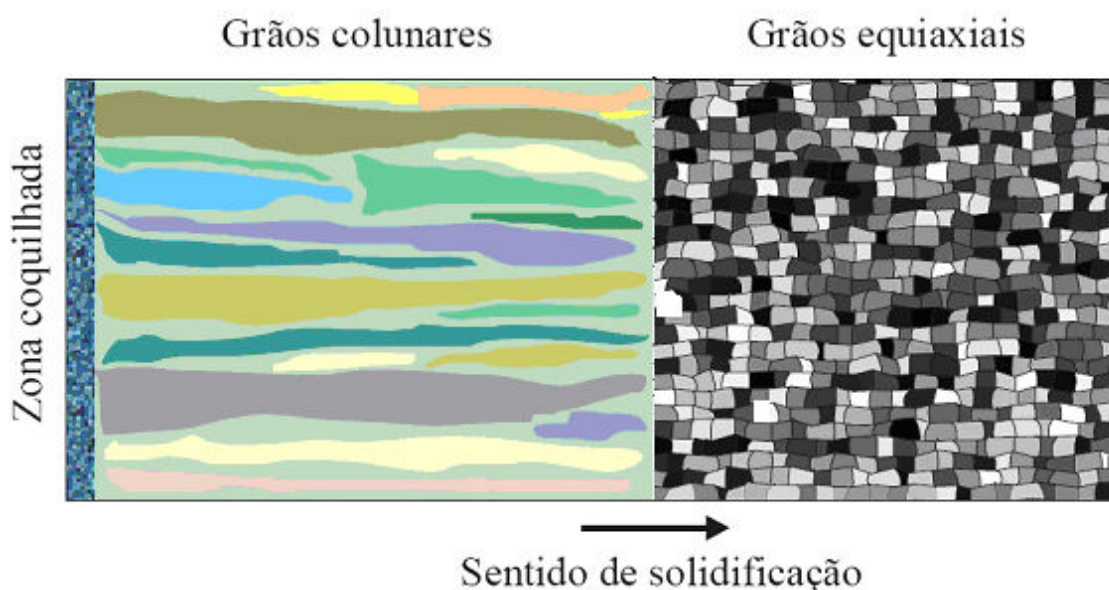 Grãos colunares
Grãos equiaxiais
Zona coquilhada
Sentido de solidificação